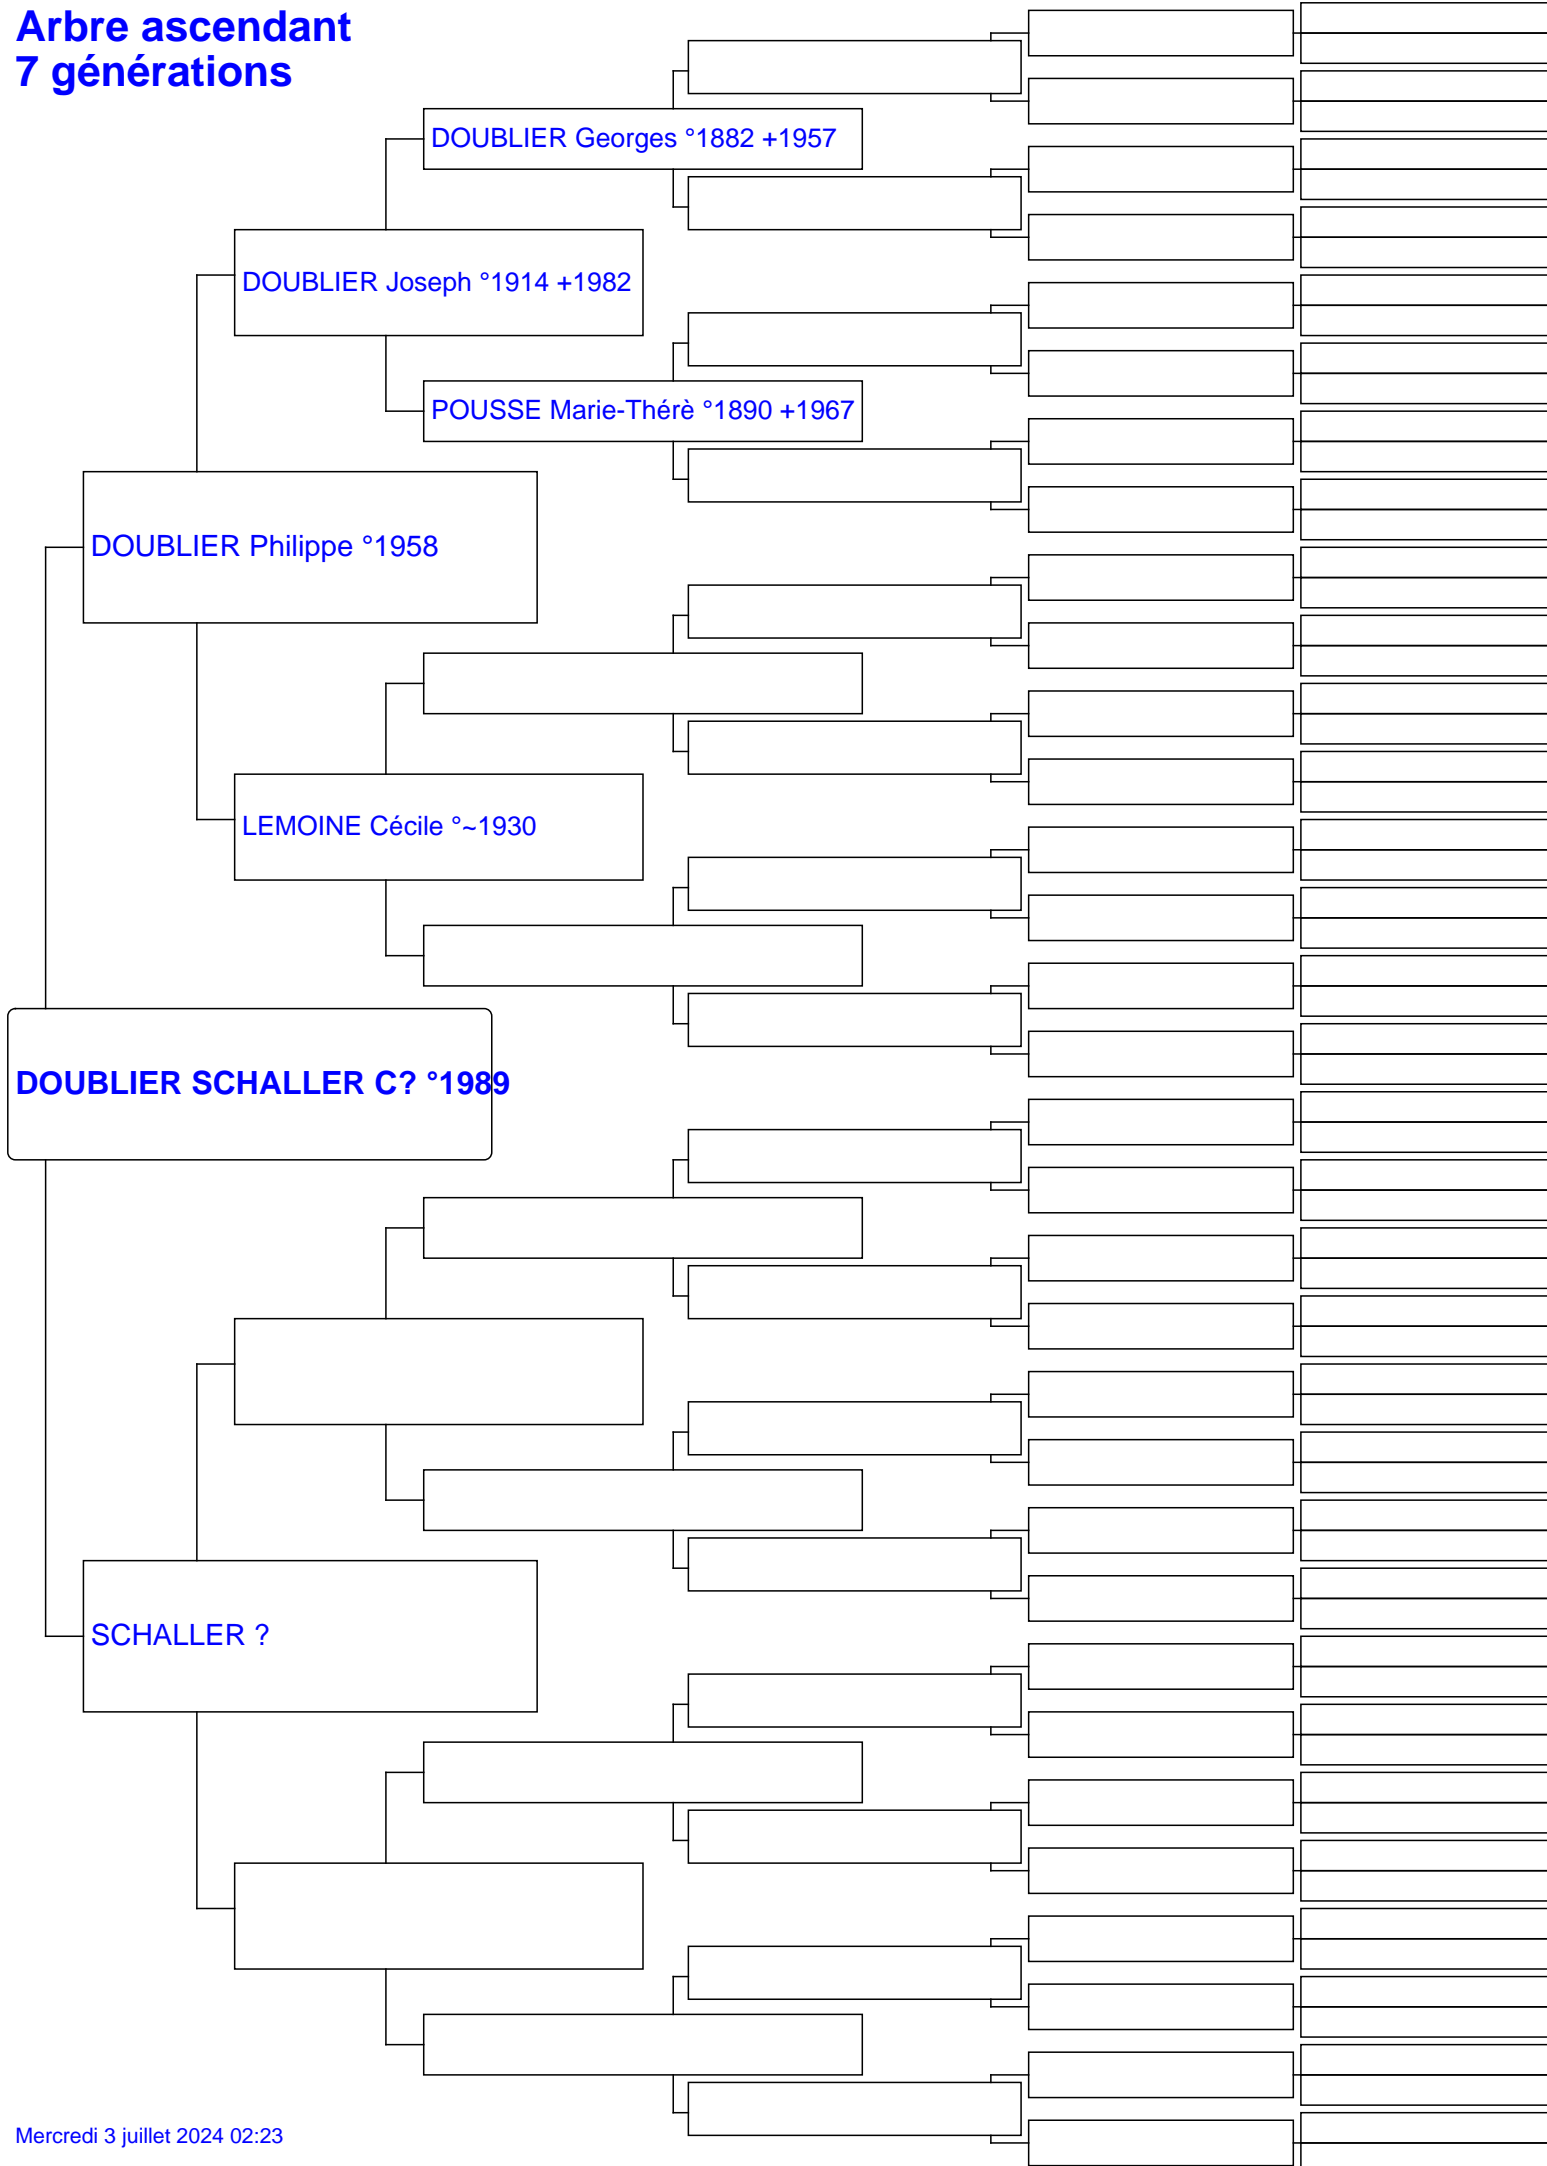 Arbre ascendant
7 générations
DOUBLIER Georges °1882 +1957
DOUBLIER Joseph °1914 +1982
POUSSE Marie-Thérè °1890 +1967
DOUBLIER Philippe °1958
LEMOINE Cécile °~1930
DOUBLIER SCHALLER C? °1989
SCHALLER ?
Mercredi 3 juillet 2024 02:23